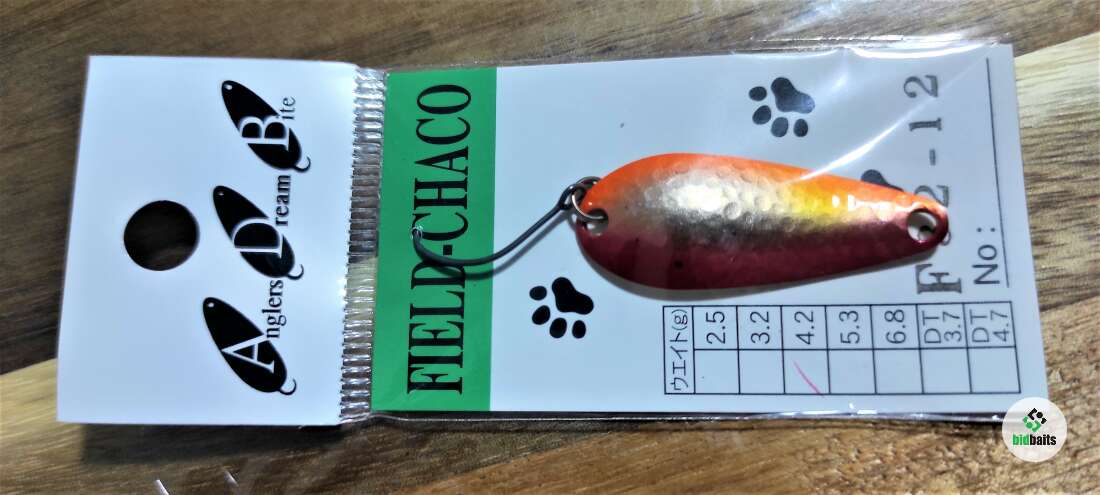 Anglers
Dream
Bite
FIELD-CHACO
No:
2-12
ウエイト(g)
2.5
3.2
4.2
5.3
6.8
DT
3.7
DT
4.7
bidbaits